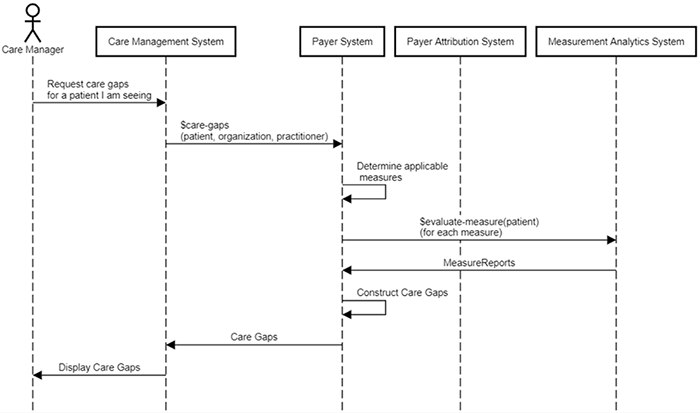 Care Manager
Care Management System
Payer System
Payer Attribution System
Measurement Analytics System
Request care gaps
for a patient I am seeing
$care-gaps
(patient, organization, practitioner)
Determine applicable
measures
$evaluate-measure(patient)
(for each measure)
MeasureReports
Construct Care Gaps
Care Gaps
Display Care Gaps